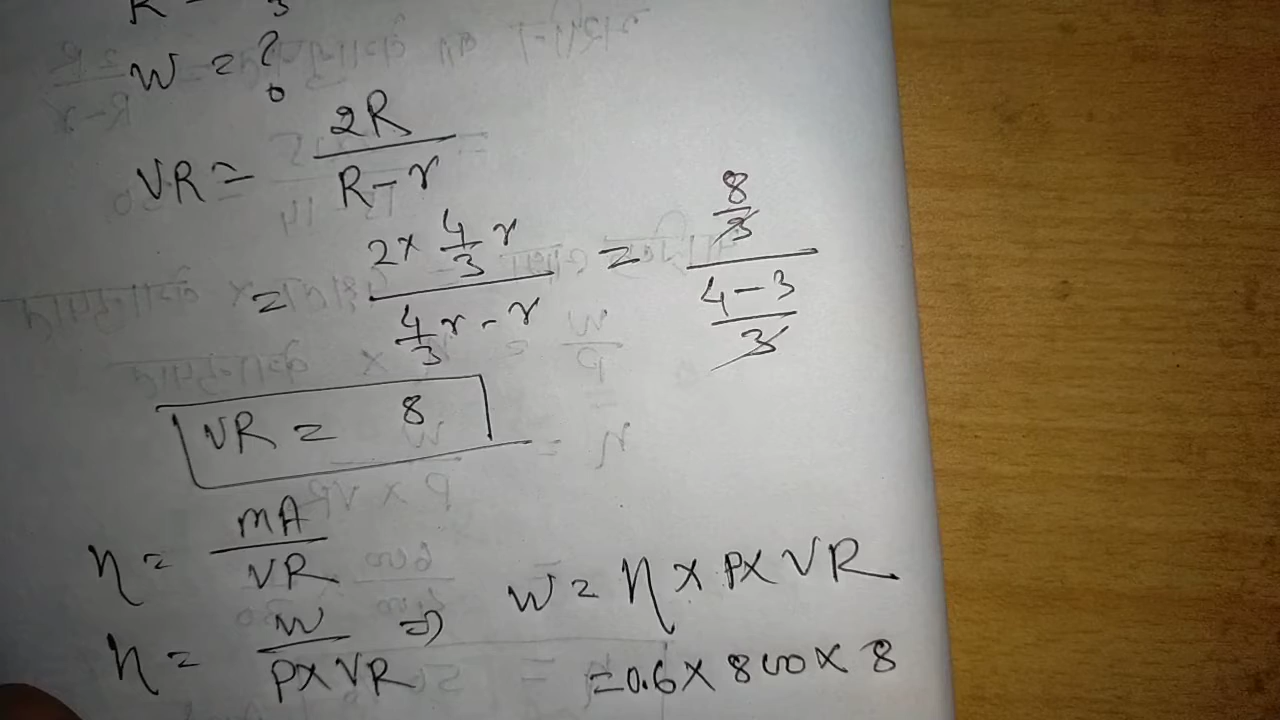 W = ?
VR = 2R / R - r
= 2 × 4/3 r / 4/3 r - r = 8/3 / 4 - 3/3
VR = 8
η = MA / VR
η = W / P × VR ⇒ W = η × P × VR
= 0.6 × 800 × 8